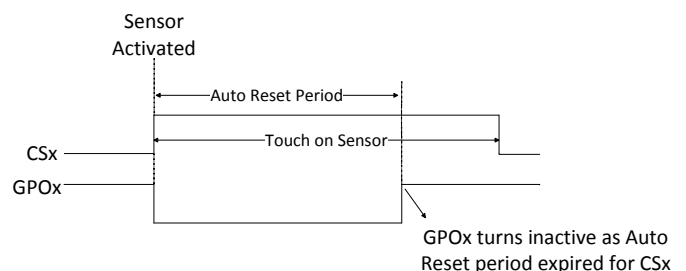 Sensor
Activated
Auto Reset Period
Touch on Sensor
CSx
GPOx
GPOx turns inactive as Auto
Reset period expired for CSx